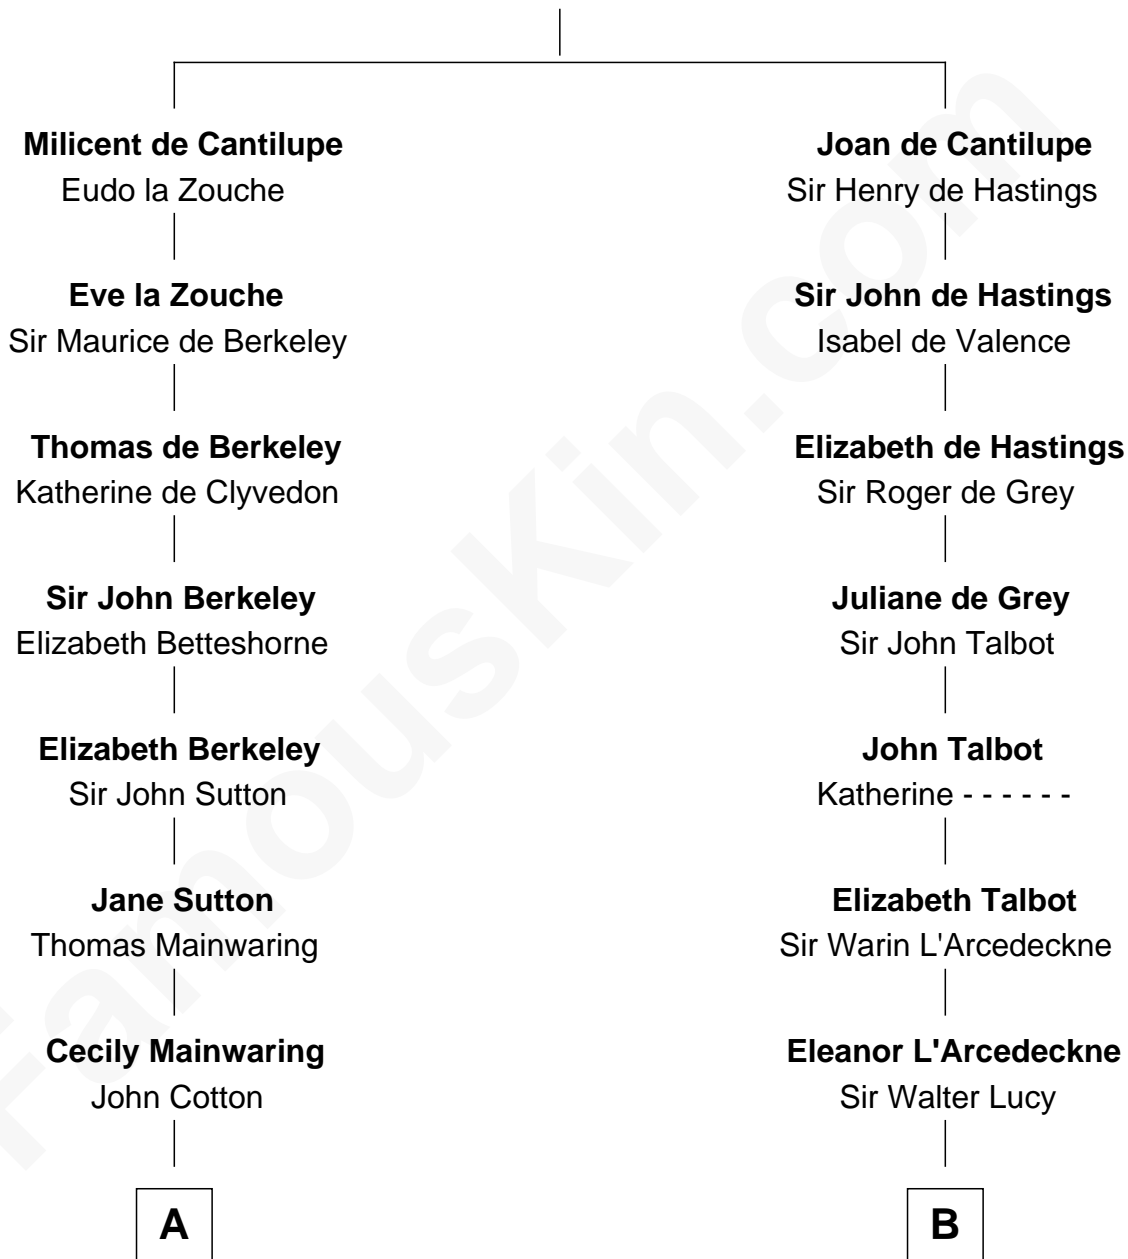 Milicent de Cantilupe
Eudo la Zouche
Eve la Zouche
Sir Maurice de Berkeley
Thomas de Berkeley
Katherine de Clyvedon
Sir John Berkeley
Elizabeth Betteshorne
Elizabeth Berkeley
Sir John Sutton
Jane Sutton
Thomas Mainwaring
Cecily Mainwaring
John Cotton
A
Joan de Cantilupe
Sir Henry de Hastings
Sir John de Hastings
Isabel de Valence
Elizabeth de Hastings
Sir Roger de Grey
Juliane de Grey
Sir John Talbot
John Talbot
Katherine - - - - - -
Elizabeth Talbot
Sir Warin L'Arcedeckne
Eleanor L'Arcedeckne
Sir Walter Lucy
B
FamousKin.com